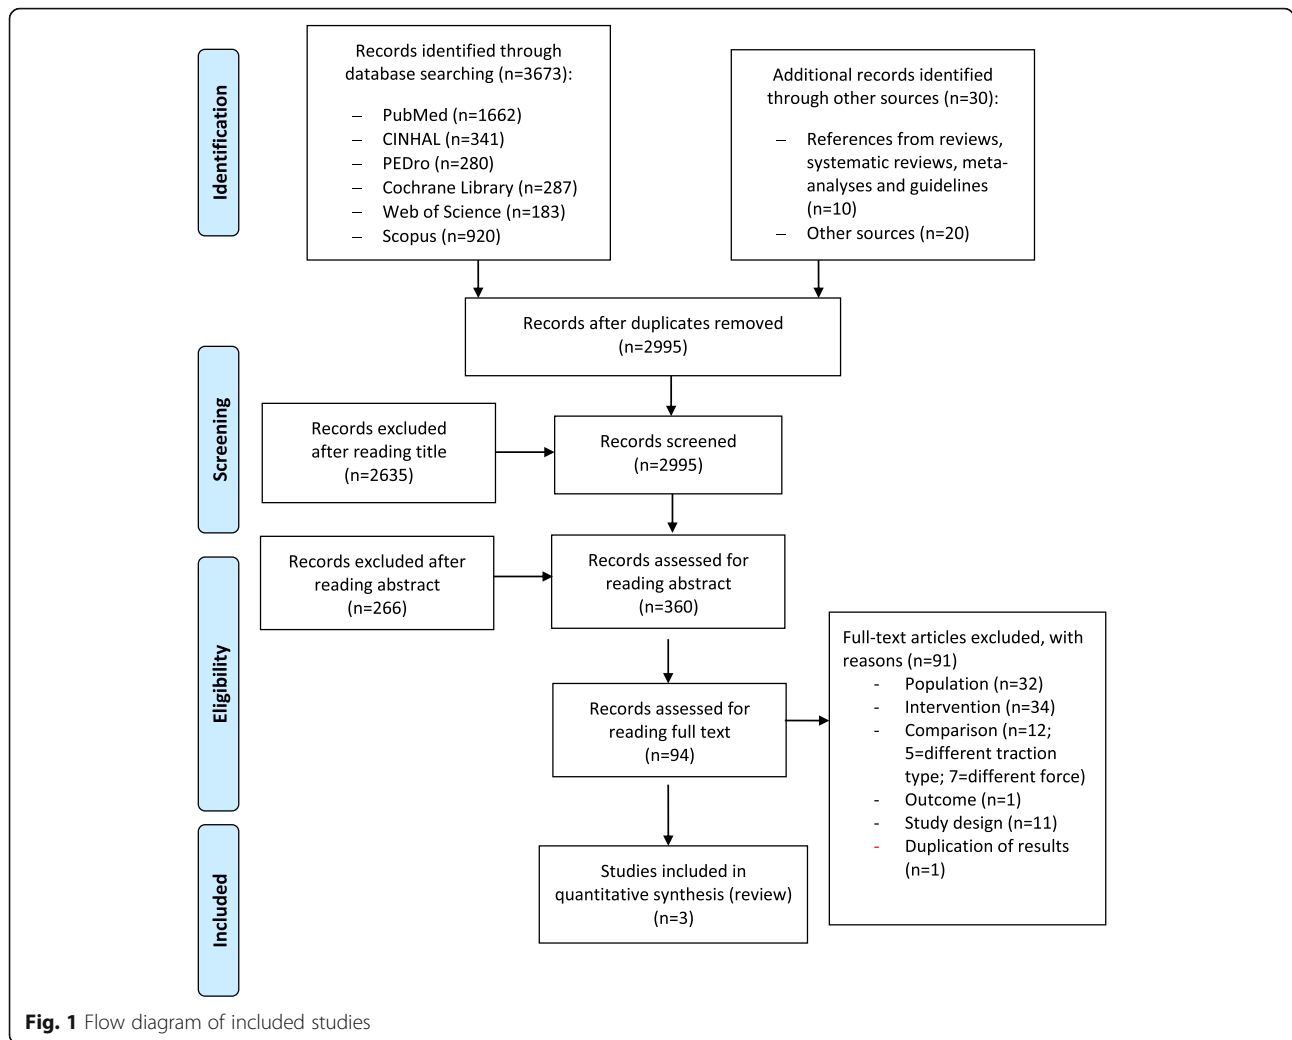 Identification
Records identified through
database searching (n=3673):
– PubMed (n=1662)
– CINHAL (n=341)
– PEDro (n=280)
– Cochrane Library (n=287)
– Web of Science (n=183)
– Scopus (n=920)
Additional records identified
through other sources (n=30):
– References from reviews,
systematic reviews, meta-
analyses and guidelines
(n=10)
– Other sources (n=20)
Records after duplicates removed
(n=2995)
Screening
Records excluded
after reading title
(n=2635)
Records screened
(n=2995)
Eligibility
Records excluded after
reading abstract
(n=266)
Records assessed for
reading abstract
(n=360)
Records assessed for
reading full text
(n=94)
Full-text articles excluded, with
reasons (n=91)
- Population (n=32)
- Intervention (n=34)
- Comparison (n=12;
5=different traction
type; 7=different force)
- Outcome (n=1)
- Study design (n=11)
- Duplication of results
(n=1)
Included
Studies included in
quantitative synthesis (review)
(n=3)
Fig. 1 Flow diagram of included studies